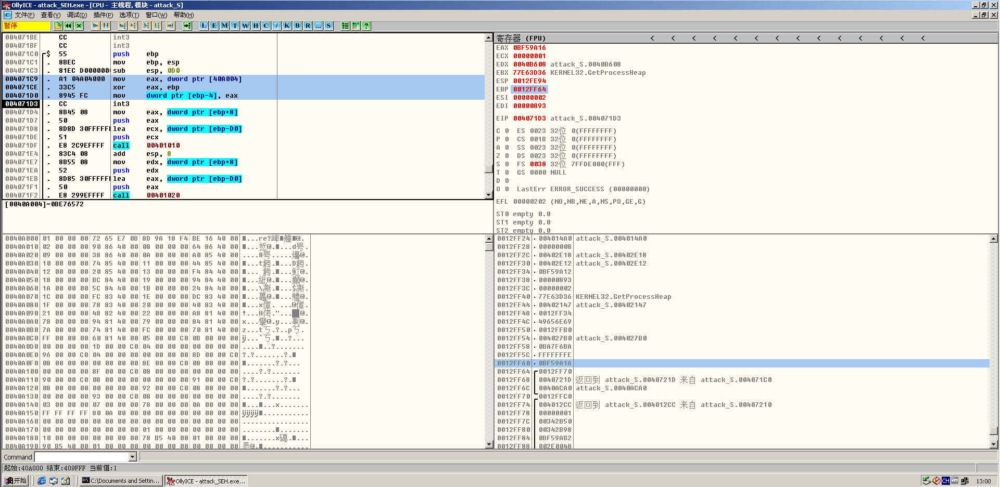 OllyICE - attack_SEH.exe - [CPU - 主线程, 模块 - attack_S]
文件(F) 查看(V) 调试(D) 插件(P) 选项(T) 窗口(W) 帮助(H)
暂停 L E M T W H C / K B R ... S ?
004071BE CC int3
004071BF CC int3
004071C0 $ 55 push ebp
004071C1 . 8BEC mov ebp, esp
004071C3 . 81EC D0000000 sub esp, 0D0
004071C9 . A1 04A04000 mov eax, dword ptr [40A004]
004071CE . 33C5 xor eax, ebp
004071D0 . 8945 FC mov dword ptr [ebp-4], eax
004071D3 . CC int3
004071D4 . 8B45 08 mov eax, dword ptr [ebp+8]
004071D7 . 50 push eax
004071D8 . 8D8D 30FFFFF lea ecx, dword ptr [ebp-D0]
004071DE . 51 push ecx
004071DF . E8 2C9EFFFF call 00401010
004071E4 . 83C4 08 add esp, 8
004071E7 . 8B55 08 mov edx, dword ptr [ebp+8]
004071EA . 52 push edx
004071EB . 8D85 30FFFFF lea eax, dword ptr [ebp-D0]
004071F1 . 50 push eax
004071F2 . E8 299EFFFF call 00401020
[0040A004]=0BE76572
寄存器 (FPU) < < < < < < < < < < < < < <
EAX 0BF59A16
ECX 00000001
EDX 0040B608 attack_S.0040B608
EBX 77E63D36 KERNEL32.GetProcessHeap
ESP 0012FE94
EBP 0012FF64
ESI 00000002
EDI 00000893
EIP 004071D3 attack_S.004071D3
C 0 ES 0023 32位 0(FFFFFFFF)
P 0 CS 001B 32位 0(FFFFFFFF)
A 0 SS 0023 32位 0(FFFFFFFF)
Z 0 DS 0023 32位 0(FFFFFFFF)
S 0 FS 0038 32位 7FFDE000(FFF)
T 0 GS 0000 NULL
D 0
O 0 LastErr ERROR_SUCCESS (00000000)
EFL 00000202 (NO,NB,NE,A,NS,PO,GE,G)
ST0 empty 0.0
ST1 empty 0.0
ST2 empty 0.0
0040A000 01 00 00 00 72 65 E7 0B 8D 9A 18 F4 BE 16 40 00
0040A010 02 00 00 00 90 86 40 00 08 00 00 00 64 86 40 00
0040A020 09 00 00 00 38 86 40 00 0A 00 00 00 A0 85 40 00
0040A030 10 00 00 00 74 85 40 00 11 00 00 00 44 85 40 00
0040A040 12 00 00 00 20 85 40 00 13 00 00 00 F4 84 40 00
0040A050 18 00 00 00 BC 84 40 00 19 00 00 00 94 84 40 00
0040A060 1A 00 00 00 5C 84 40 00 1B 00 00 00 24 84 40 00
0040A070 1C 00 00 00 FC 83 40 00 1E 00 00 00 DC 83 40 00
0040A080 1F 00 00 00 78 83 40 00 20 00 00 00 40 83 40 00
0040A090 21 00 00 00 48 82 40 00 22 00 00 00 A8 81 40 00
0040A0A0 78 00 00 00 94 81 40 00 79 00 00 00 84 81 40 00
0040A0B0 7A 00 00 00 74 81 40 00 FC 00 00 00 70 81 40 00
0040A0C0 FF 00 00 00 60 81 40 00 05 00 00 C0 0B 00 00 00
0040A0D0 00 00 00 00 1D 00 00 C0 04 00 00 00 00 00 00 00
0040A0E0 96 00 00 C0 04 00 00 00 00 00 00 00 8D 00 00 C0
0040A0F0 08 00 00 00 00 00 00 00 8E 00 00 C0 08 00 00 00
0040A100 00 00 00 00 8F 00 00 C0 08 00 00 00 00 00 00 00
0040A110 90 00 00 C0 08 00 00 00 00 00 00 00 91 00 00 C0
0040A120 08 00 00 00 00 00 00 00 92 00 00 C0 08 00 00 00
0040A130 00 00 00 00 93 00 00 C0 08 00 00 00 00 00 00 00
0040A140 03 00 00 00 07 00 00 00 78 00 00 00 0A 00 00 00
0040A150 FF FF FF FF 80 0A 00 00 00 00 00 00 00 00 00 00 ÿÿÿÿ
0040A160 00 00 00 00 00 00 00 00 00 00 00 00 00 00 00 00 ................
0040A170 00 00 00 00 00 00 00 00 01 00 00 00 00 00 00 00
0040A180 10 00 00 00 00 00 00 00 78 B5 40 00 01 00 00 00
0040A190 90 B5 40 00 01 00 00 00 00 00 00 00 00 00 00 00
0012FF24 004014A0 attack_S.004014A0
0012FF28 00000008
0012FF2C 00402E18 attack_S.00402E18
0012FF30 00402E12 attack_S.00402E12
0012FF34 0BF59A12
0012FF38 00000893
0012FF3C 00000002
0012FF40 77E63D36 KERNEL32.GetProcessHeap
0012FF44 00402147 attack_S.00402147
0012FF48 0012FF34
0012FF4C 49656E69
0012FF50 0012FFB0
0012FF54 004027B0 attack_S.004027B0
0012FF58 0BA7F6BA
0012FF5C FFFFFFFE
0012FF60 0BF59A16
0012FF64 0012FF70
0012FF68 0040721D 返回到 attack_S.0040721D 来自 attack_S.004071C0
0012FF6C 0040ACA0 attack_S.0040ACA0
0012FF70 0012FFC0
0012FF74 004012CC 返回到 attack_S.004012CC 来自 attack_S.00407210
0012FF78 00000001
0012FF7C 00342B50
0012FF80 00342B98
0012FF84 0BF59AB2
0012FF88 002E0048
Command
起始:40A000 结束:409FFF 当前值:1
开始 C:\Documents and Settin... OllyICE - attack_SEH.exe... CH 13:00